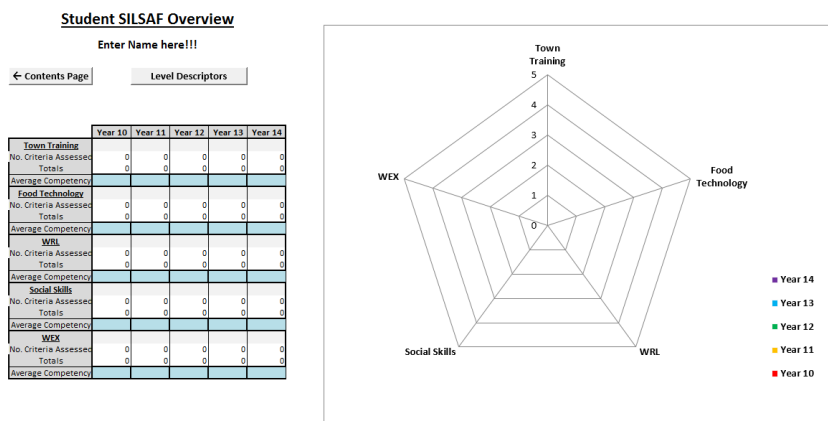 Student SILSAF Overview
Enter Name here!!!
← Contents Page
Level Descriptors
Year 10 Year 11 Year 12 Year 13 Year 14
Town Training
No. Criteria Assessed 0 0 0 0 0
Totals 0 0 0 0 0
Average Competency
Food Technology
No. Criteria Assessed 0 0 0 0 0
Totals 0 0 0 0 0
Average Competency
WRL
No. Criteria Assessed 0 0 0 0 0
Totals 0 0 0 0 0
Average Competency
Social Skills
No. Criteria Assessed 0 0 0 0 0
Totals 0 0 0 0 0
Average Competency
WEX
No. Criteria Assessed 0 0 0 0 0
Totals 0 0 0 0 0
Average Competency
Town
Training
5
4
3
2
1
0
Food
Technology
WRL
Social Skills
WEX
Year 14
Year 13
Year 12
Year 11
Year 10